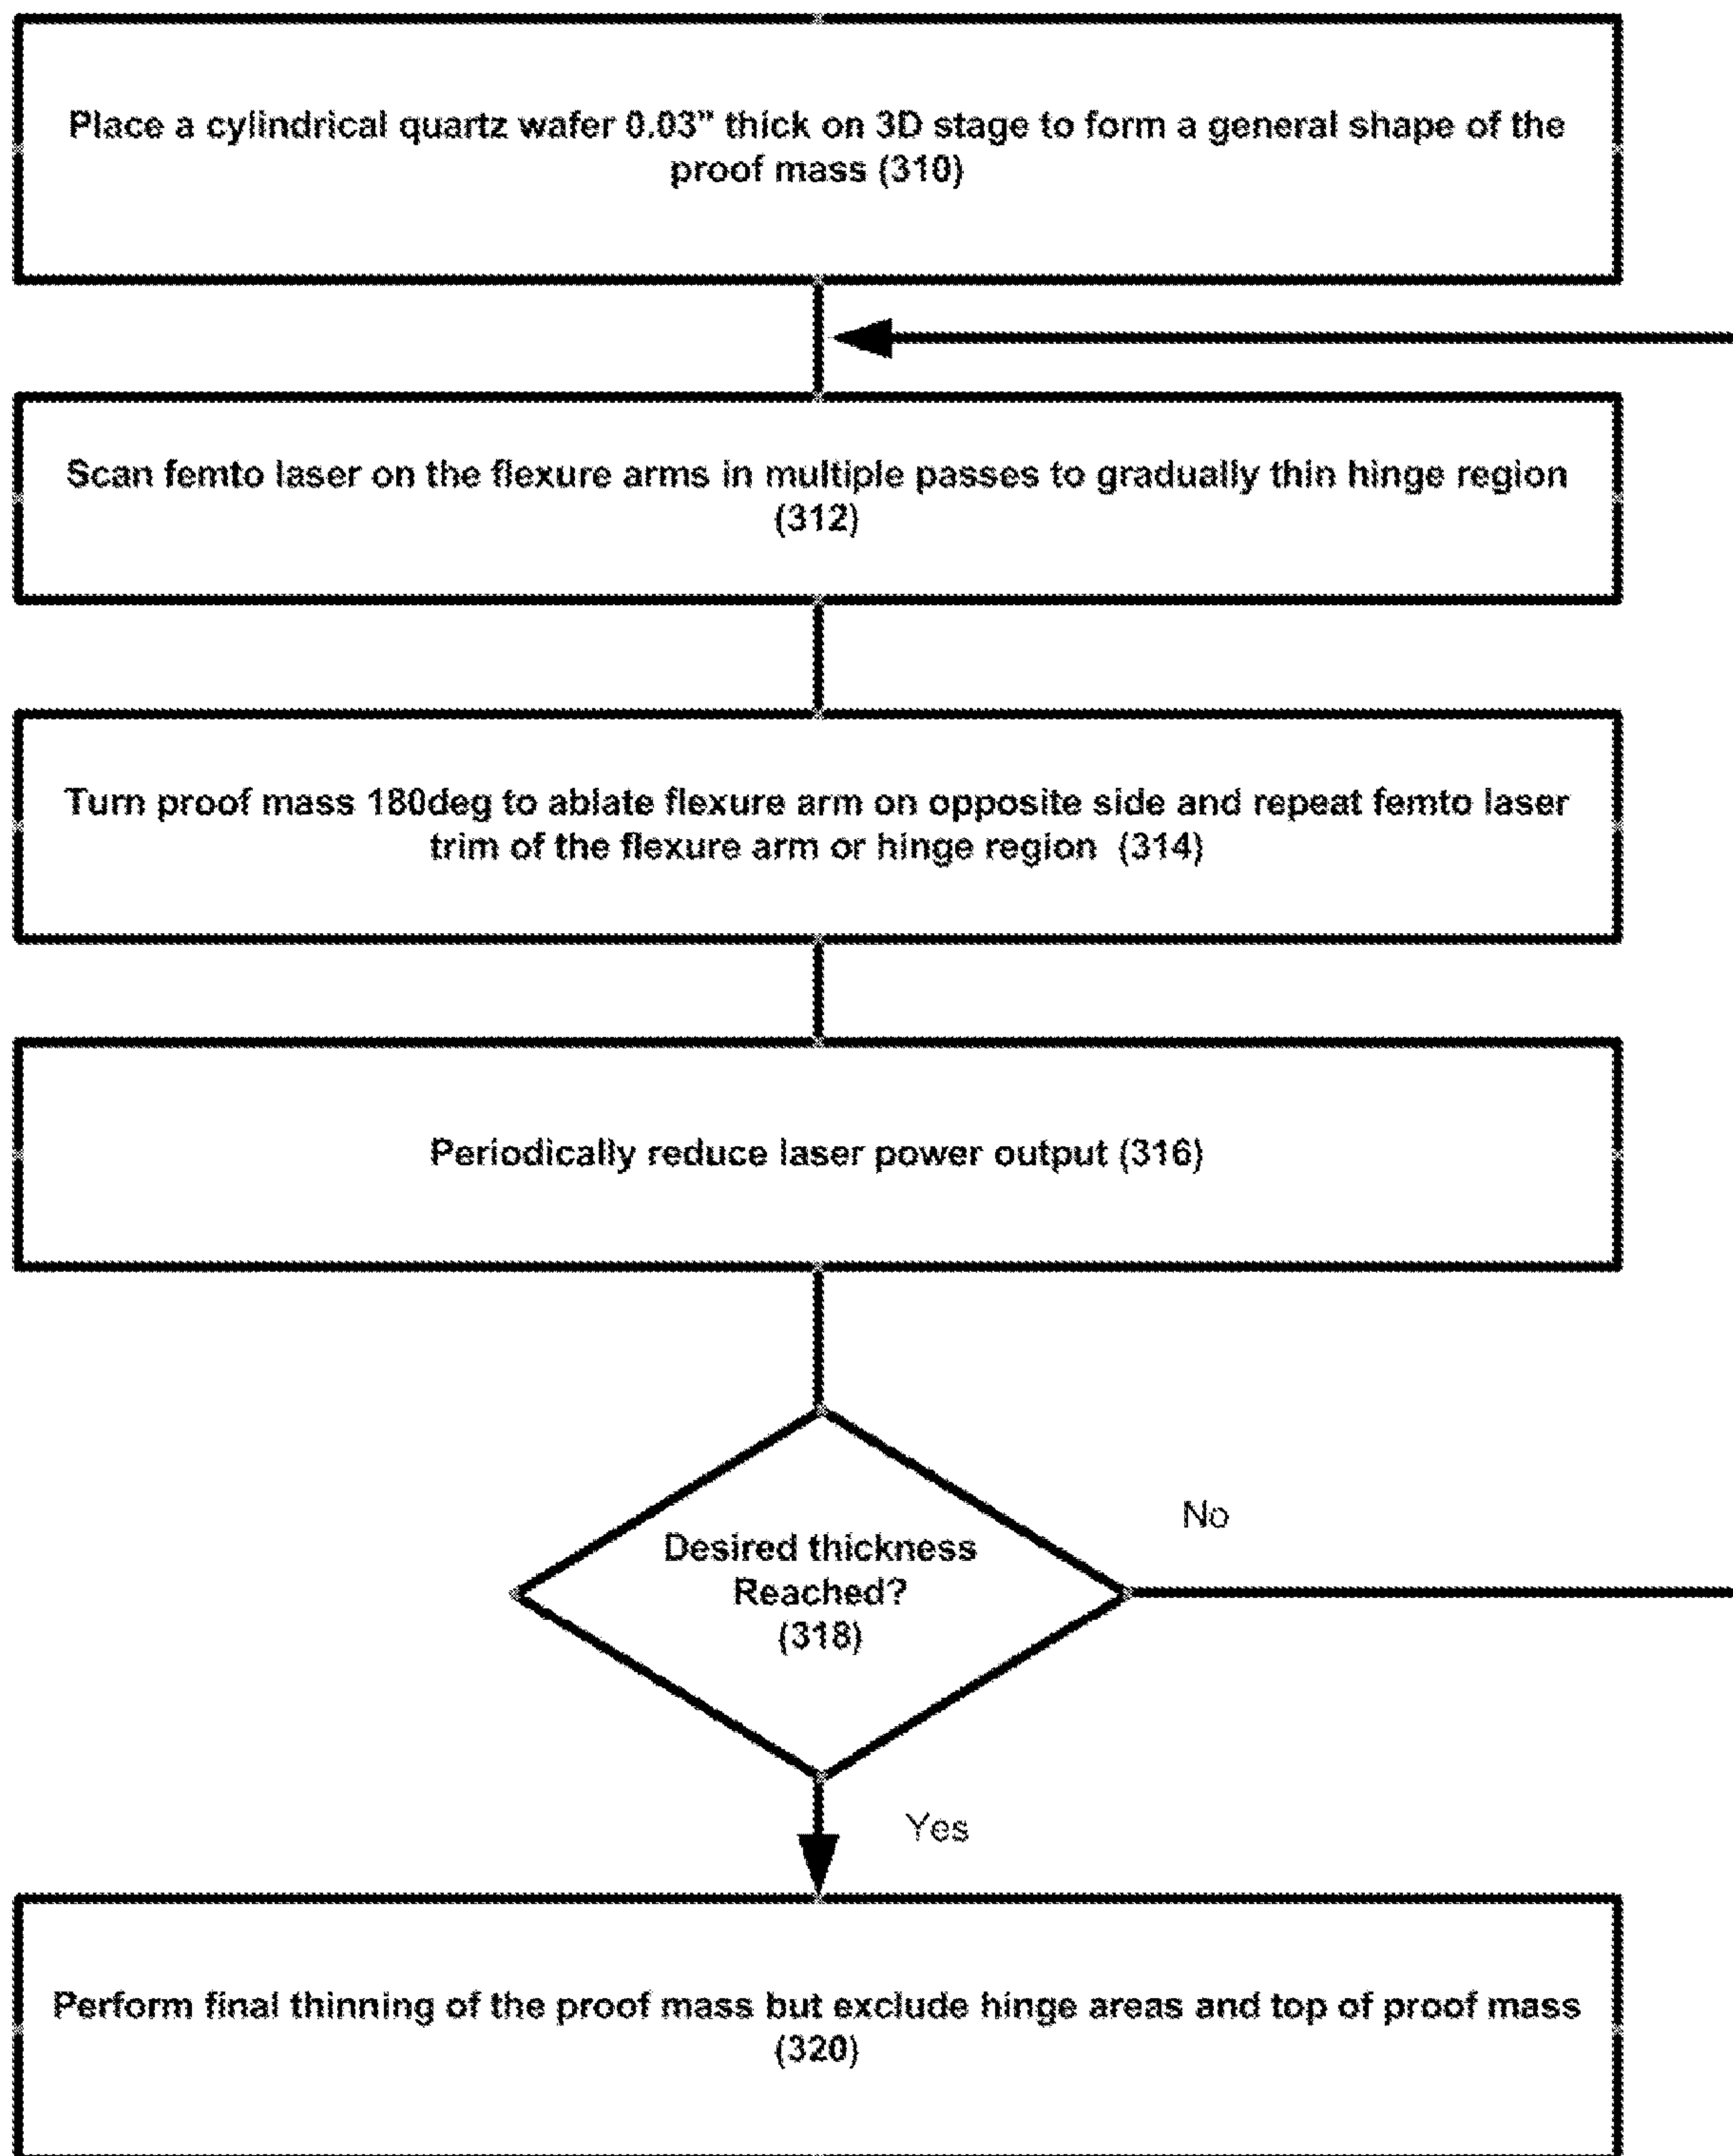 Place a cylindrical quartz wafer 0.03" thick on 3D stage to form a general shape of the
proof mass (310)
Scan femto laser on the flexure arms in multiple passes to gradually thin hinge region
(312)
Turn proof mass 180deg to ablate flexure arm on opposite side and repeat femto laser
trim of the flexure arm or hinge region (314)
Periodically reduce laser power output (316)
No
Desired thickness
Reached?
(318)
Yes
Perform final thinning of the proof mass but exclude hinge areas and top of proof mass
(320)